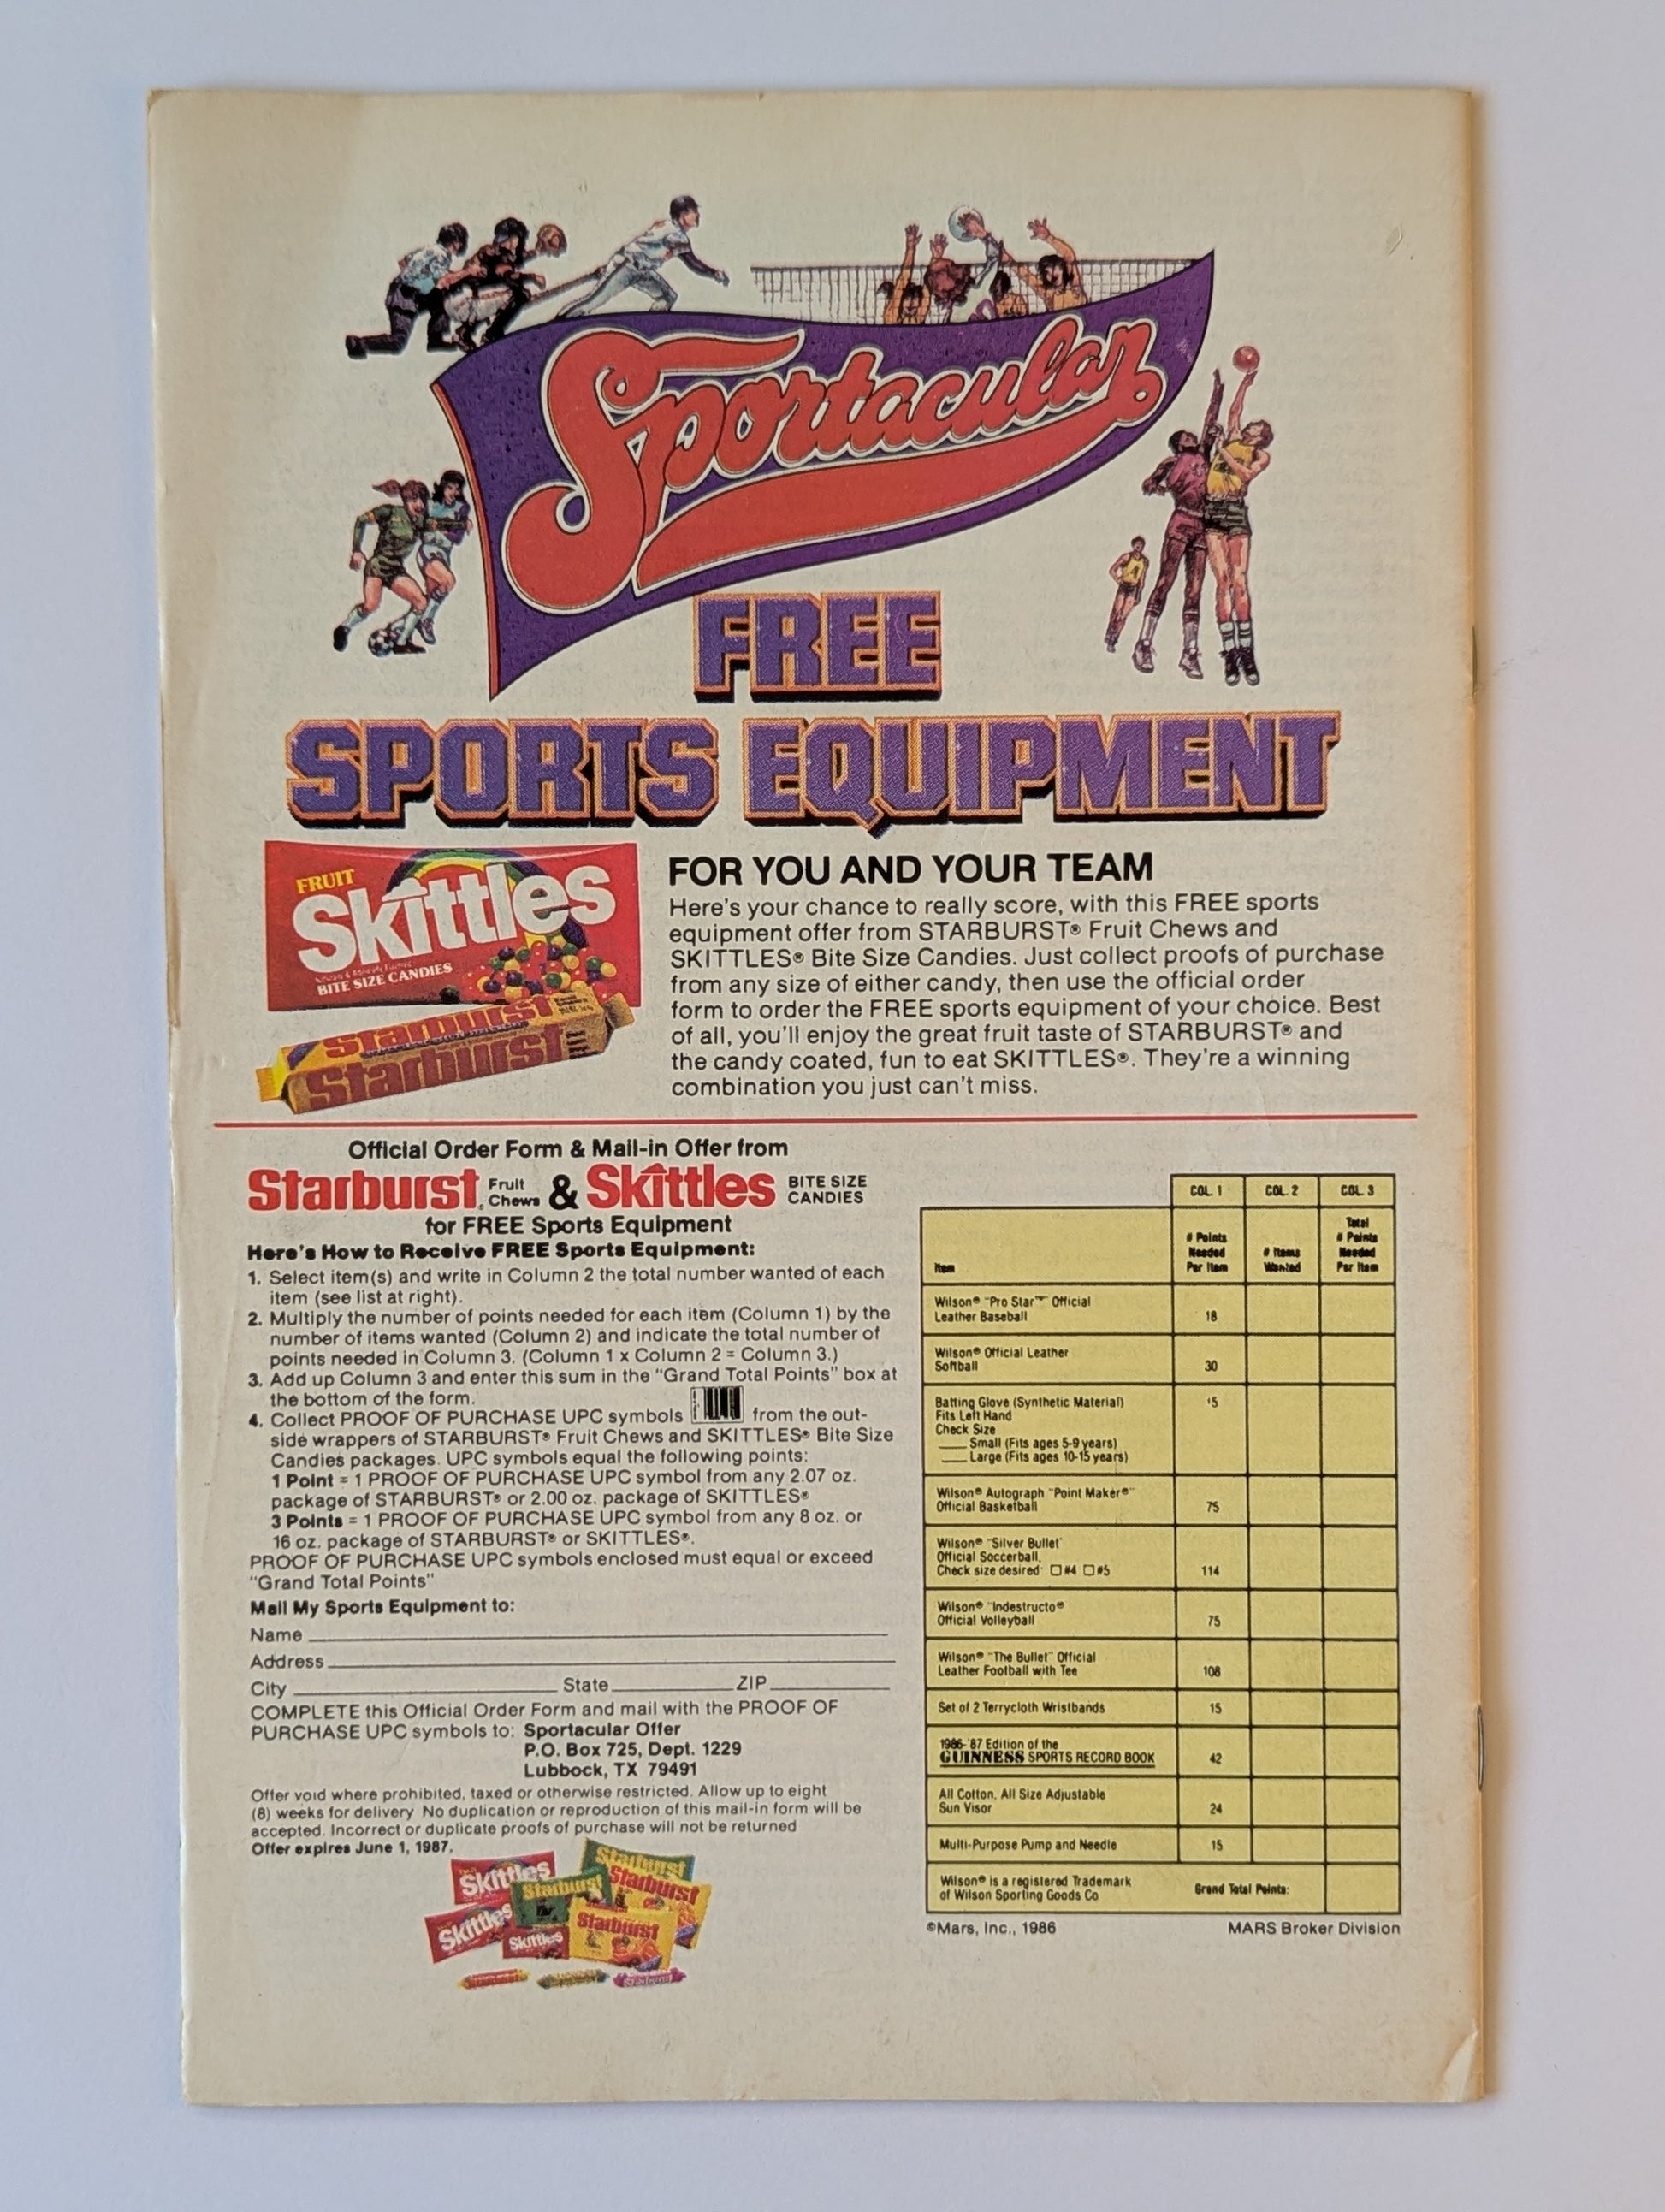 Sportacular
FREE
SPORTS EQUIPMENT
FRUIT
Skittles
BITE SIZE CANDIES
Starburst
Starburst
FOR YOU AND YOUR TEAM
Here's your chance to really score, with this FREE sports
equipment offer from STARBURST® Fruit Chews and
SKITTLES® Bite Size Candies. Just collect proofs of purchase
from any size of either candy, then use the official order
form to order the FREE sports equipment of your choice. Best
of all, you'll enjoy the great fruit taste of STARBURST® and
the candy coated, fun to eat SKITTLES®. They're a winning
combination you just can't miss.
Official Order Form & Mail-in Offer from
Starburst Fruit Chews & Skittles BITE SIZE CANDIES
for FREE Sports Equipment
Here's How to Receive FREE Sports Equipment:
1. Select item(s) and write in Column 2 the total number wanted of each
item (see list at right).
2. Multiply the number of points needed for each item (Column 1) by the
number of items wanted (Column 2) and indicate the total number of
points needed in Column 3. (Column 1 x Column 2 = Column 3.)
3. Add up Column 3 and enter this sum in the "Grand Total Points" box at
the bottom of the form.
4. Collect PROOF OF PURCHASE UPC symbols from the out-
side wrappers of STARBURST® Fruit Chews and SKITTLES® Bite Size
Candies packages. UPC symbols equal the following points:
1 Point = 1 PROOF OF PURCHASE UPC symbol from any 2.07 oz.
package of STARBURST® or 2.00 oz. package of SKITTLES®
3 Points = 1 PROOF OF PURCHASE UPC symbol from any 8 oz. or
16 oz. package of STARBURST® or SKITTLES®.
PROOF OF PURCHASE UPC symbols enclosed must equal or exceed
"Grand Total Points"
Mail My Sports Equipment to:
Name
Address
City State ZIP
COMPLETE this Official Order Form and mail with the PROOF OF
PURCHASE UPC symbols to: Sportacular Offer
P.O. Box 725, Dept. 1229
Lubbock, TX 79491
Offer void where prohibited, taxed or otherwise restricted. Allow up to eight
(8) weeks for delivery No duplication or reproduction of this mail-in form will be
accepted. Incorrect or duplicate proofs of purchase will not be returned
Offer expires June 1, 1987.
Skittles
Starburst
Starburst
Starburst
Skittles
Skittles
Starburst
COL. 1 COL. 2 COL. 3
Item # Points Needed Per Item # Items Wanted Total # Points Needed Per Item
Wilson® "Pro Star™" Official
Leather Baseball 18
Wilson® Official Leather
Softball 30
Batting Glove (Synthetic Material) 15
Fits Left Hand
Check Size
Small (Fits ages 5-9 years)
Large (Fits ages 10-15 years)
Wilson® Autograph "Point Maker®"
Official Basketball 75
Wilson® "Silver Bullet'
Official Soccerball,
Check size desired: ☐ #4 ☐ #5 114
Wilson® "Indestructo®
Official Volleyball 75
Wilson® "The Bullet" Official
Leather Football with Tee 108
Set of 2 Terrycloth Wristbands 15
1986-'87 Edition of the
GUINNESS SPORTS RECORD BOOK 42
All Cotton, All Size Adjustable
Sun Visor 24
Multi-Purpose Pump and Needle 15
Wilson® is a registered Trademark
of Wilson Sporting Goods Co Grand Total Points:
©Mars, Inc., 1986 MARS Broker Division